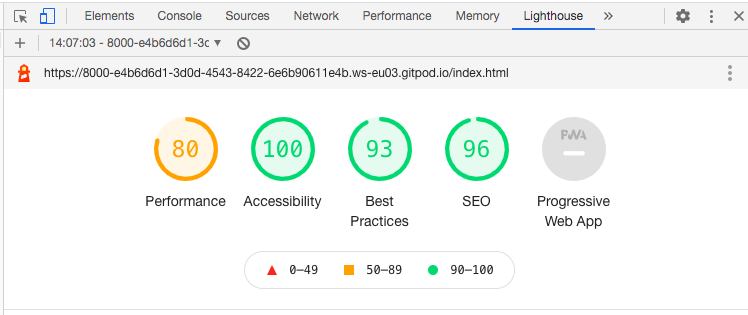 Elements Console Sources Network Performance Memory Lighthouse »
14:07:03 - 8000-e4b6d6d1-3c
https://8000-e4b6d6d1-3d0d-4543-8422-6e6b90611e4b.ws-eu03.gitpod.io/index.html
80 100 93 96 PWA
Performance Accessibility Best Practices SEO Progressive Web App
0–49 50–89 90–100